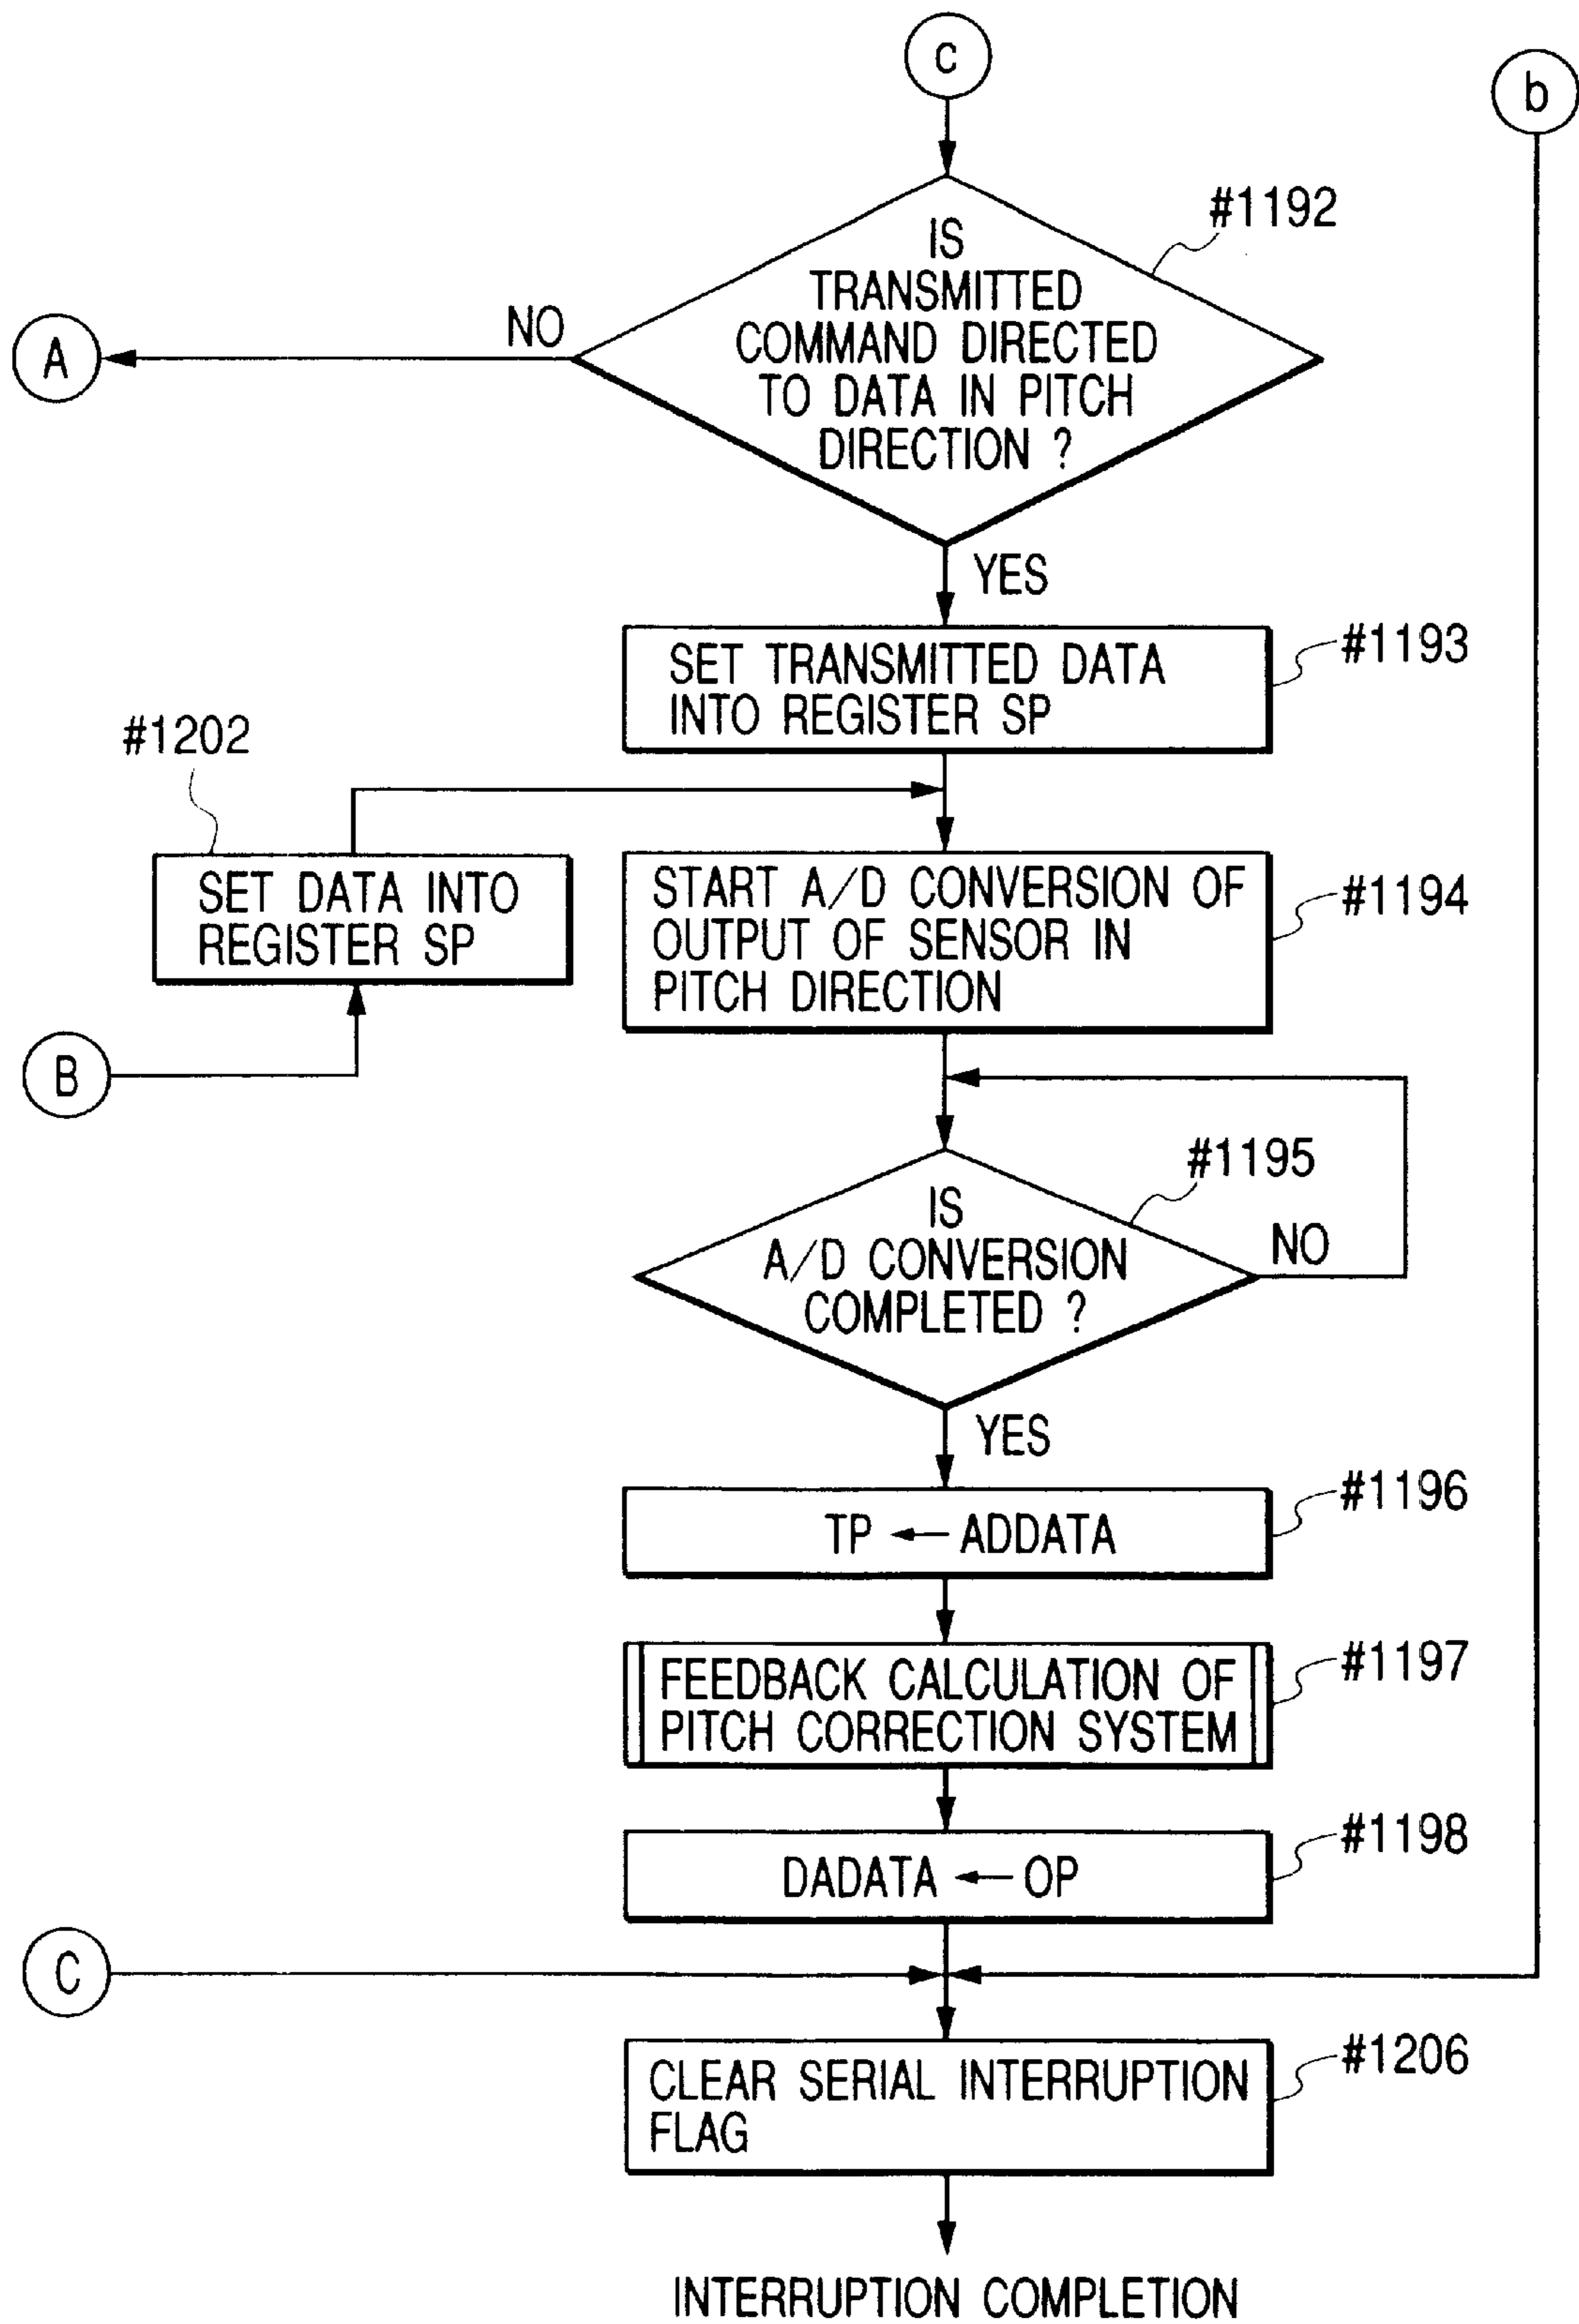 c
b
#1192
IS
TRANSMITTED
COMMAND DIRECTED
TO DATA IN PITCH
DIRECTION ?
NO
A
YES
#1193
SET TRANSMITTED DATA
INTO REGISTER SP
#1202
SET DATA INTO
REGISTER SP
#1194
START A/D CONVERSION OF
OUTPUT OF SENSOR IN
PITCH DIRECTION
B
#1195
IS
A/D CONVERSION
COMPLETED ?
NO
YES
#1196
TP ← ADDATA
#1197
FEEDBACK CALCULATION OF
PITCH CORRECTION SYSTEM
#1198
DADATA ← OP
C
#1206
CLEAR SERIAL INTERRUPTION
FLAG
INTERRUPTION COMPLETION